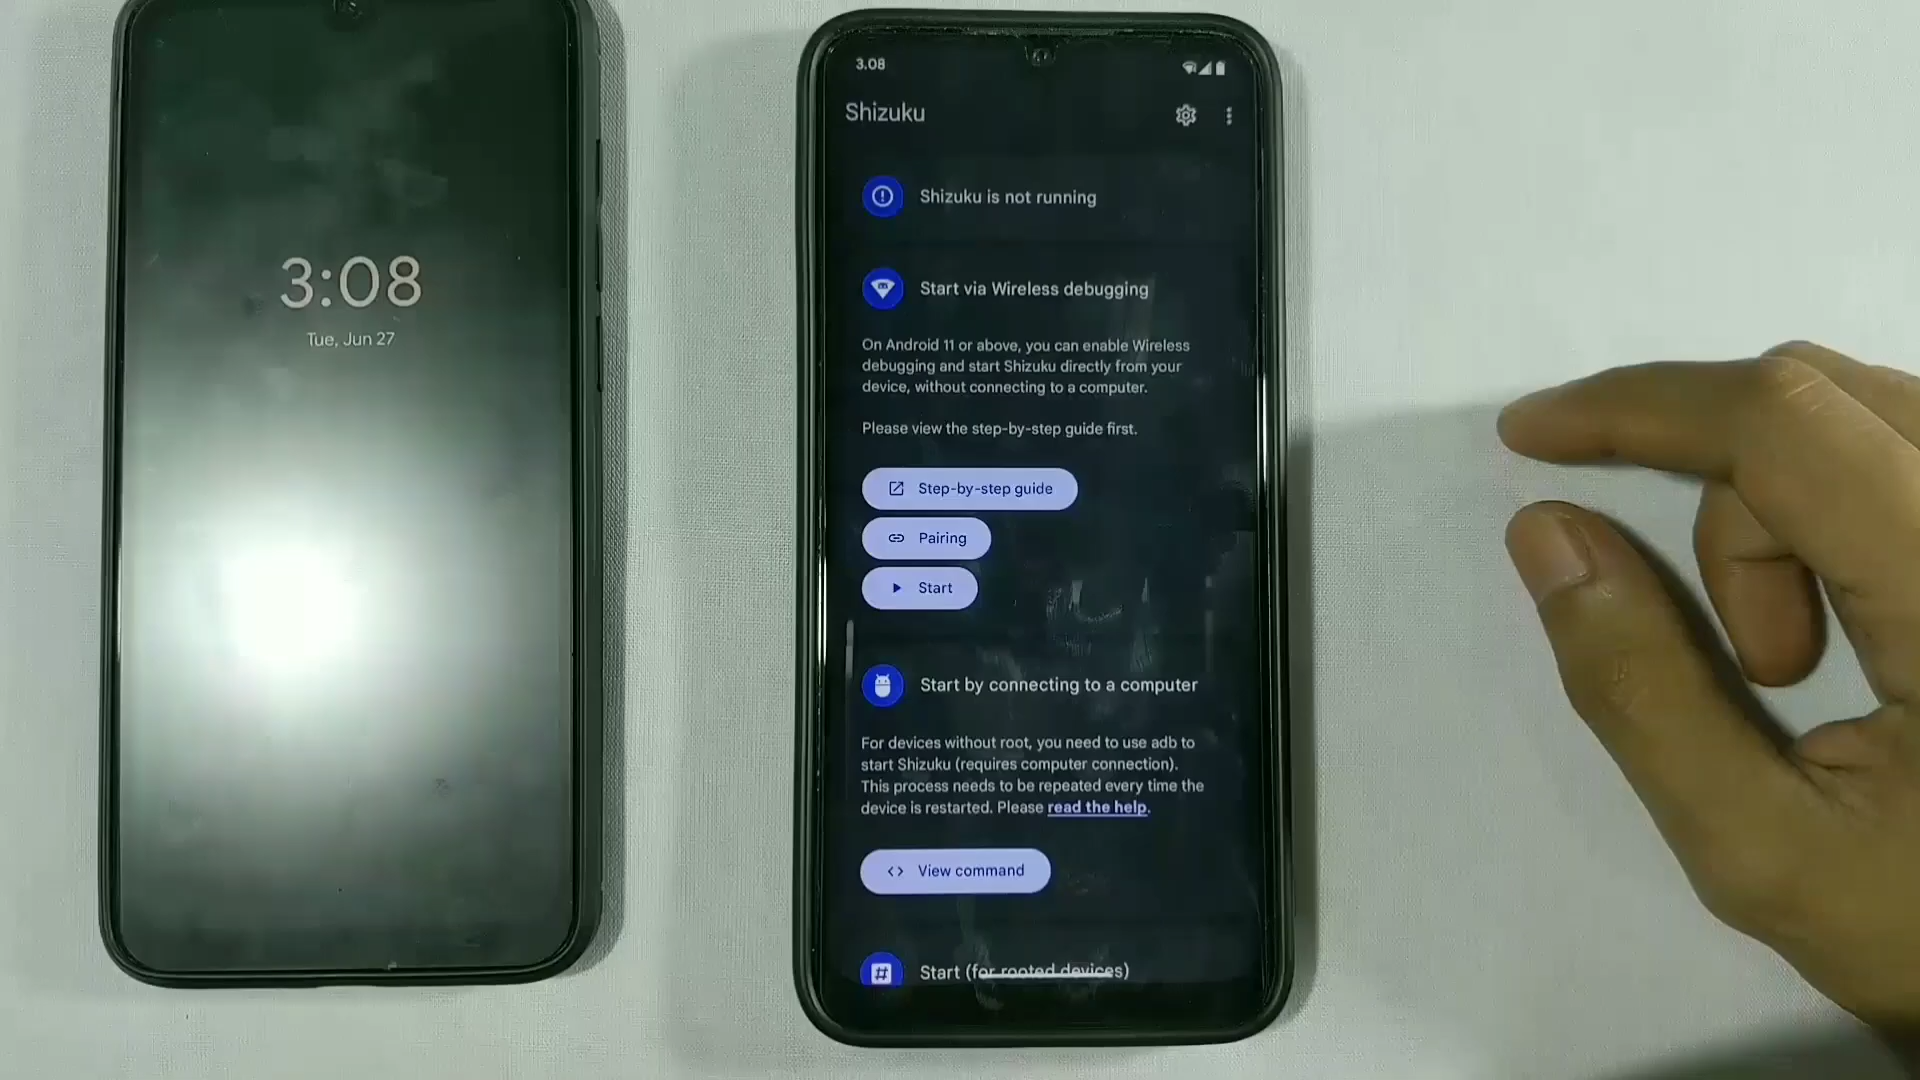 3:08
Tue, Jun 27
3.08
Shizuku
Shizuku is not running
Start via Wireless debugging
On Android 11 or above, you can enable Wireless
debugging and start Shizuku directly from your
device, without connecting to a computer.
Please view the step-by-step guide first.
Step-by-step guide
Pairing
Start
Start by connecting to a computer
For devices without root, you need to use adb to
start Shizuku (requires computer connection).
This process needs to be repeated every time the
device is restarted. Please read the help.
<> View command
# Start (for rooted devices)